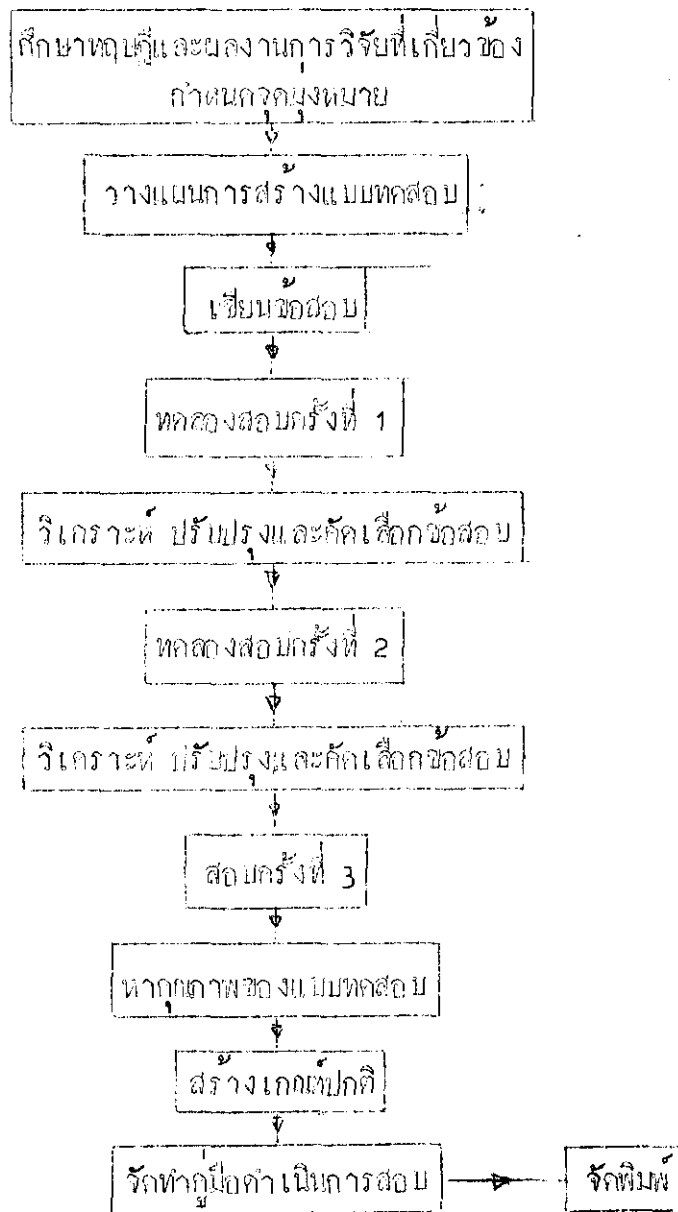 ศึกษาทฤษฎีและผลงานการวิจัยที่เกี่ยวข้อง
กำหนดจุดมุ่งหมาย
วางแผนการสร้างแบบทดสอบ
เขียนข้อสอบ
ทดลองสอบครั้งที่ 1
วิเคราะห์ ปรับปรุงและคัดเลือกข้อสอบ
ทดลองสอบครั้งที่ 2
วิเคราะห์ ปรับปรุงและคัดเลือกข้อสอบ
สอบครั้งที่ 3
หาคุณภาพของแบบทดสอบ
สร้างเกณฑ์ปกติ
จัดทำคู่มือดำเนินการสอบ
จัดพิมพ์